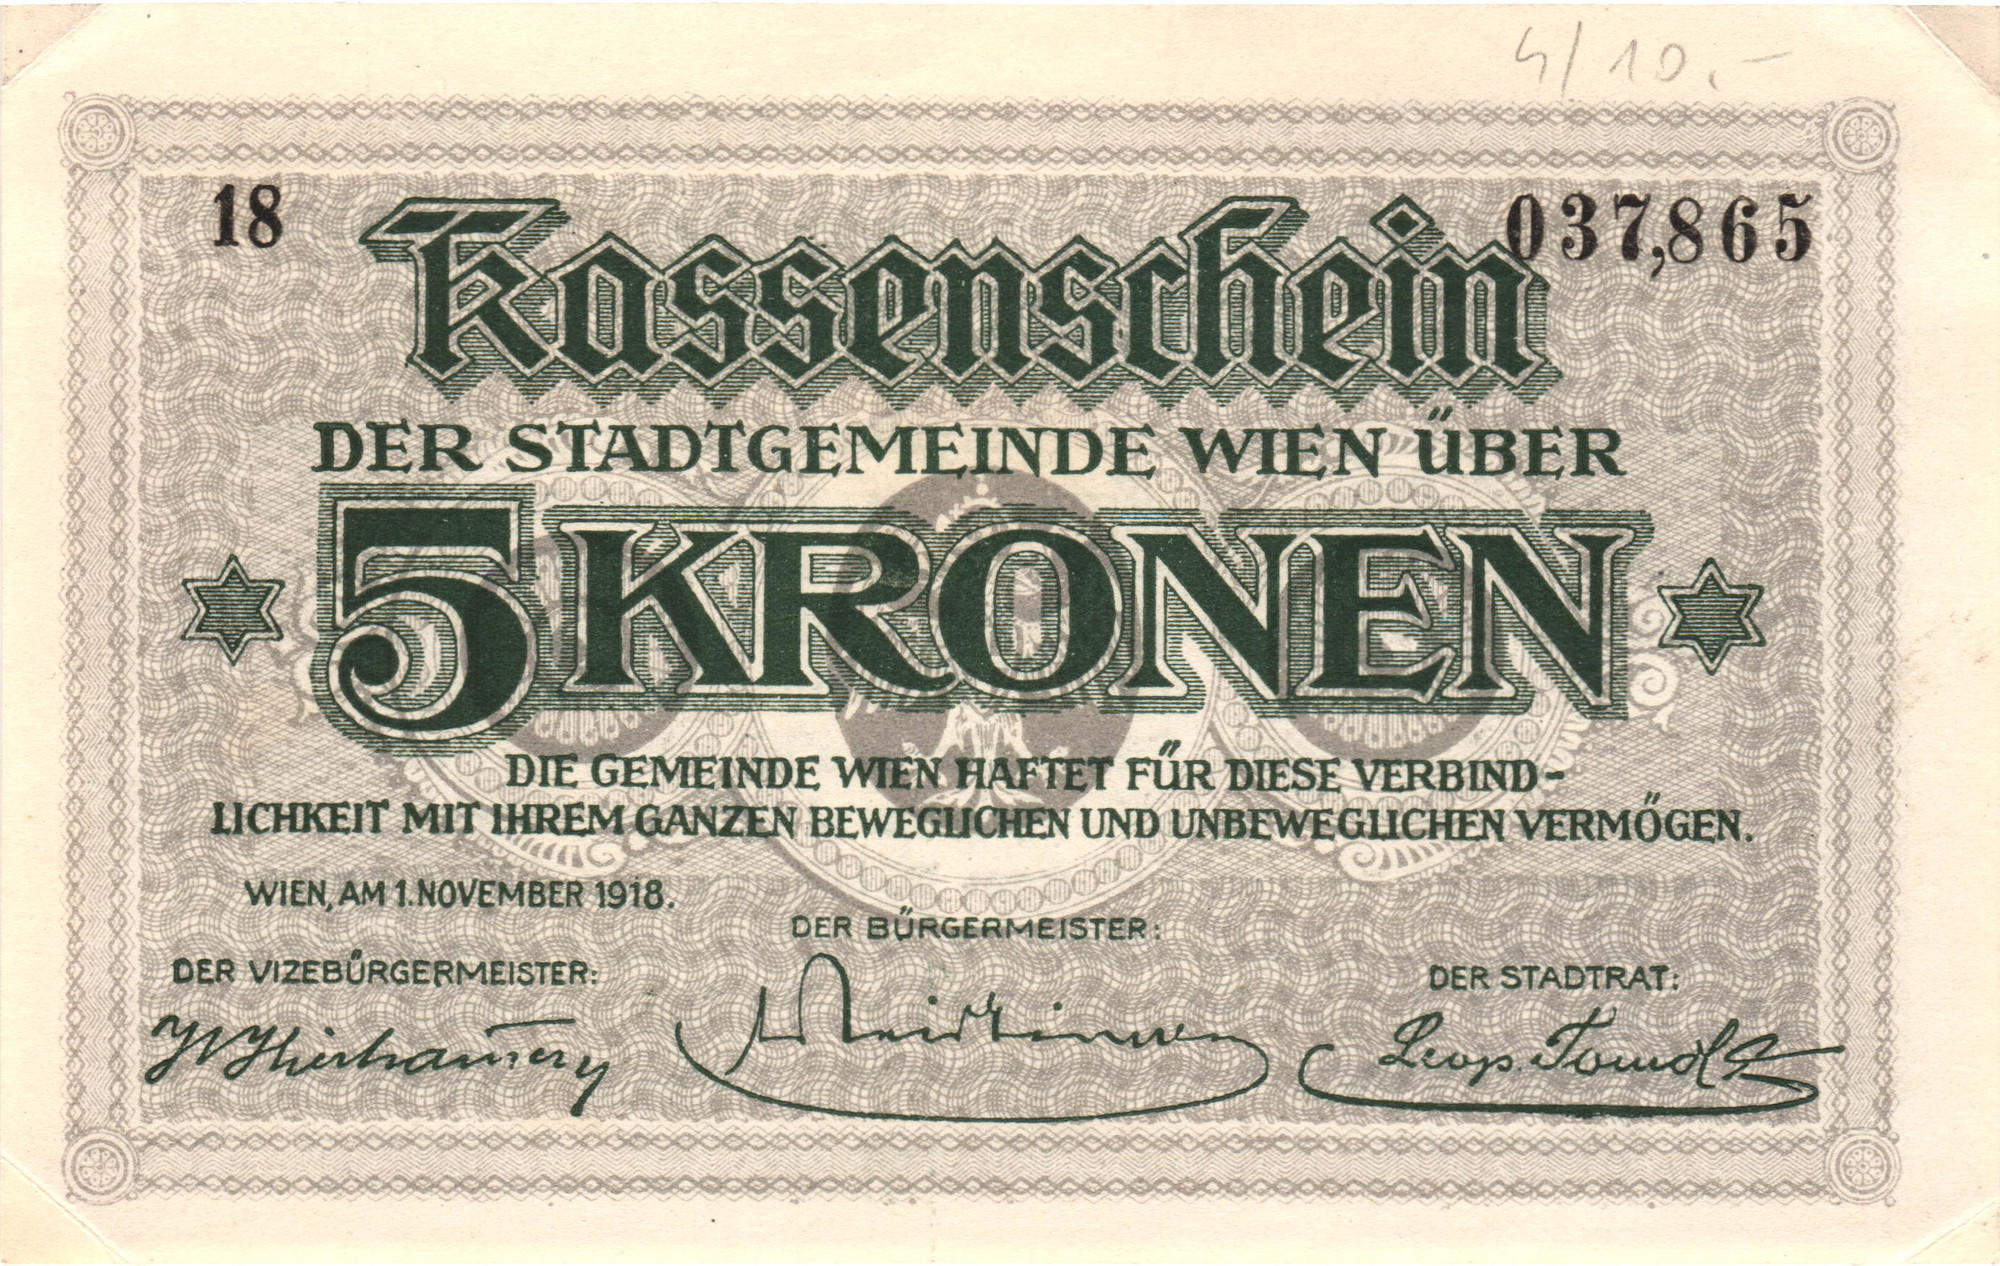 4/10.-
18 037,865
Kassenschein
DER STADTGEMEINDE WIEN ÜBER
5 KRONEN
DIE GEMEINDE WIEN HAFTET FÜR DIESE VERBIND-
LICHKEIT MIT IHREM GANZEN BEWEGLICHEN UND UNBEWEGLICHEN VERMÖGEN.
WIEN, AM 1. NOVEMBER 1918.
DER BÜRGERMEISTER:
DER VIZEBÜRGERMEISTER:
DER STADTRAT:
Leop. Tomola